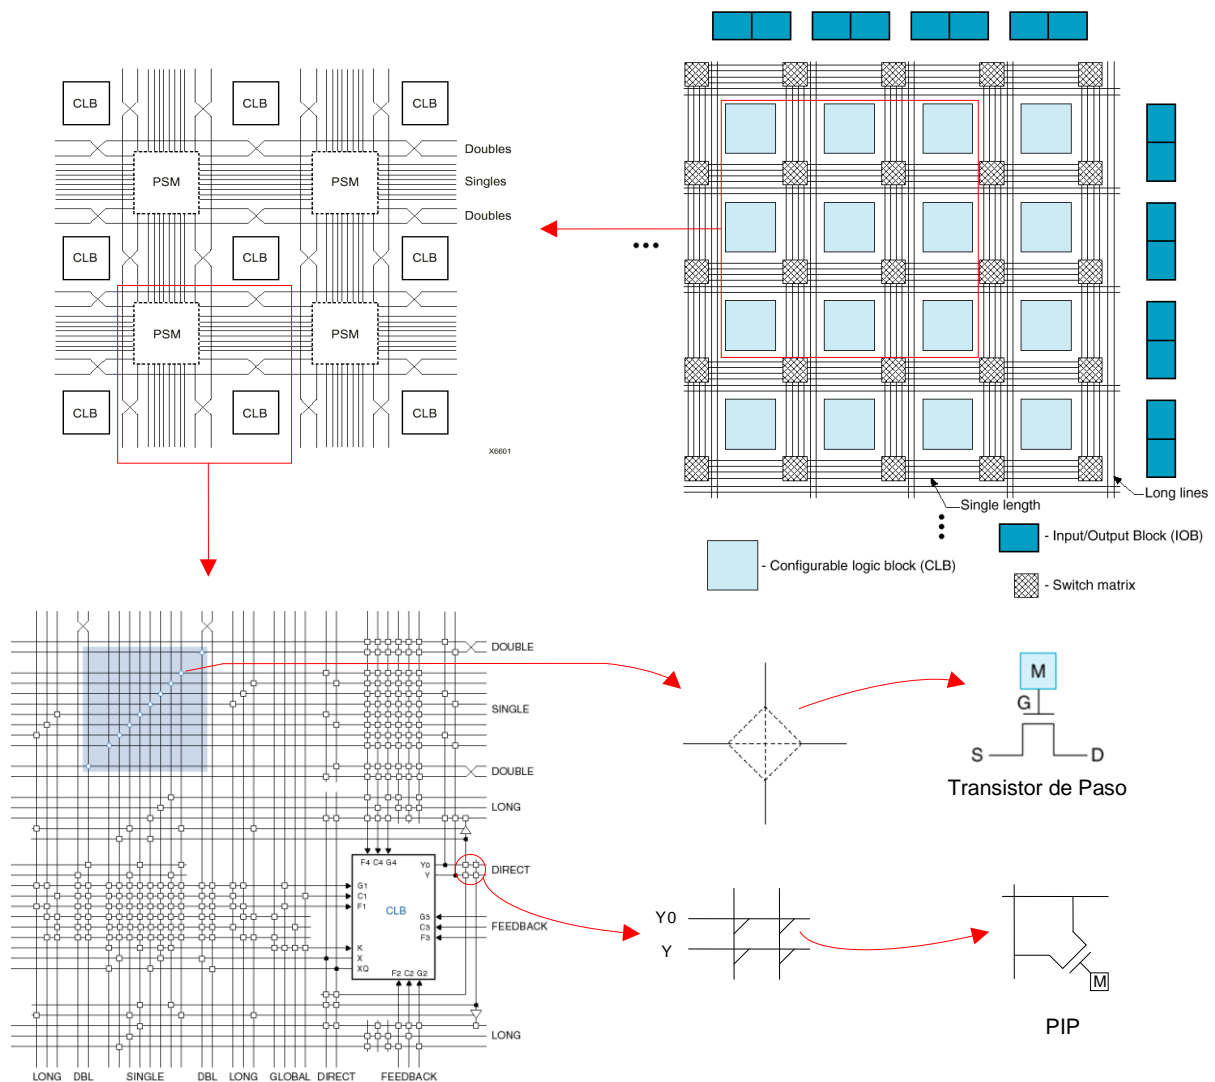 CLB CLB CLB
Doubles
PSM PSM Singles
Doubles
CLB CLB CLB
PSM PSM
CLB CLB CLB
X6601
Long lines
Single length
- Input/Output Block (IOB)
- Configurable logic block (CLB)
- Switch matrix
DOUBLE
SINGLE
DOUBLE
LONG
F4 C4 G4 Y0
Y
DIRECT
G1
C1
F1
CLB
G3
C3
F3
FEEDBACK
K
X
XQ
F2 C2 G2
LONG
LONG DBL SINGLE DBL LONG GLOBAL DIRECT FEEDBACK
M
G
S D
Transistor de Paso
Y0
Y
M
PIP